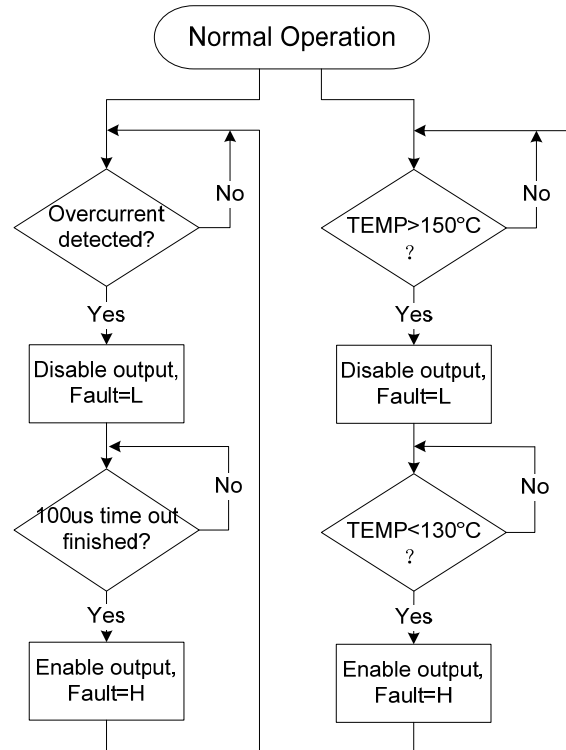 Normal Operation
No
Overcurrent
detected?
Yes
Disable output,
Fault=L
No
100us time out
finished?
Yes
Enable output,
Fault=H
No
TEMP>150°C
?
Yes
Disable output,
Fault=L
No
TEMP<130°C
?
Yes
Enable output,
Fault=H